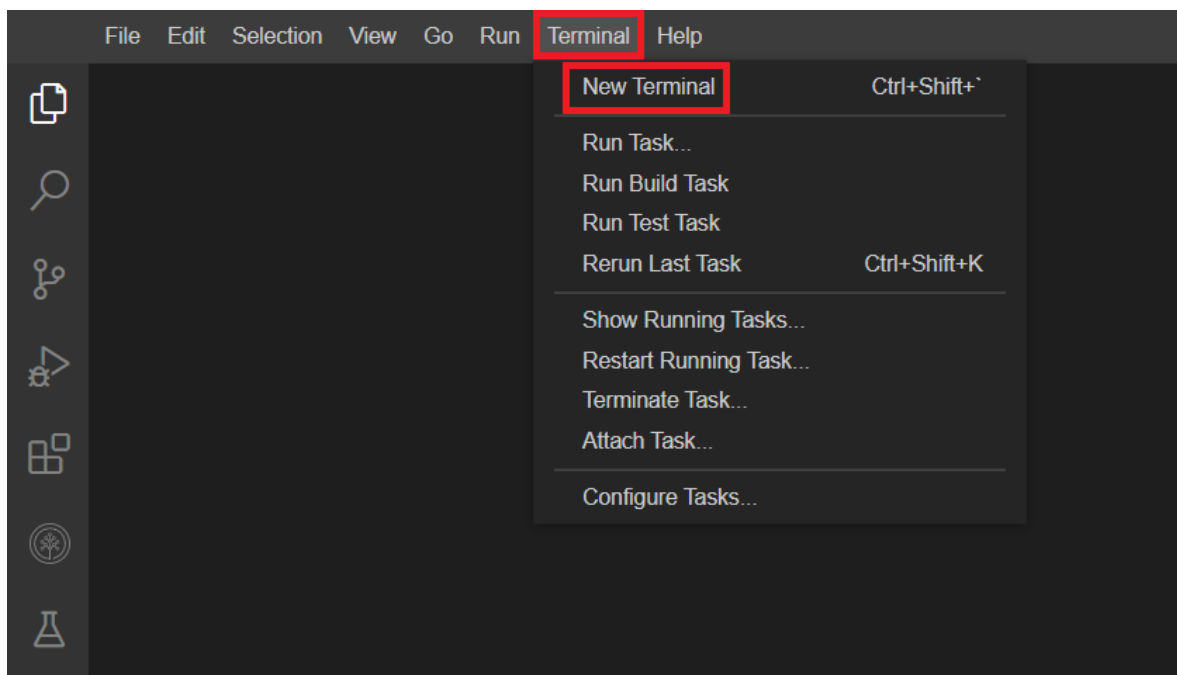 File Edit Selection View Go Run Terminal Help
New Terminal Ctrl+Shift+`
Run Task...
Run Build Task
Run Test Task
Rerun Last Task Ctrl+Shift+K
Show Running Tasks...
Restart Running Task...
Terminate Task...
Attach Task...
Configure Tasks...